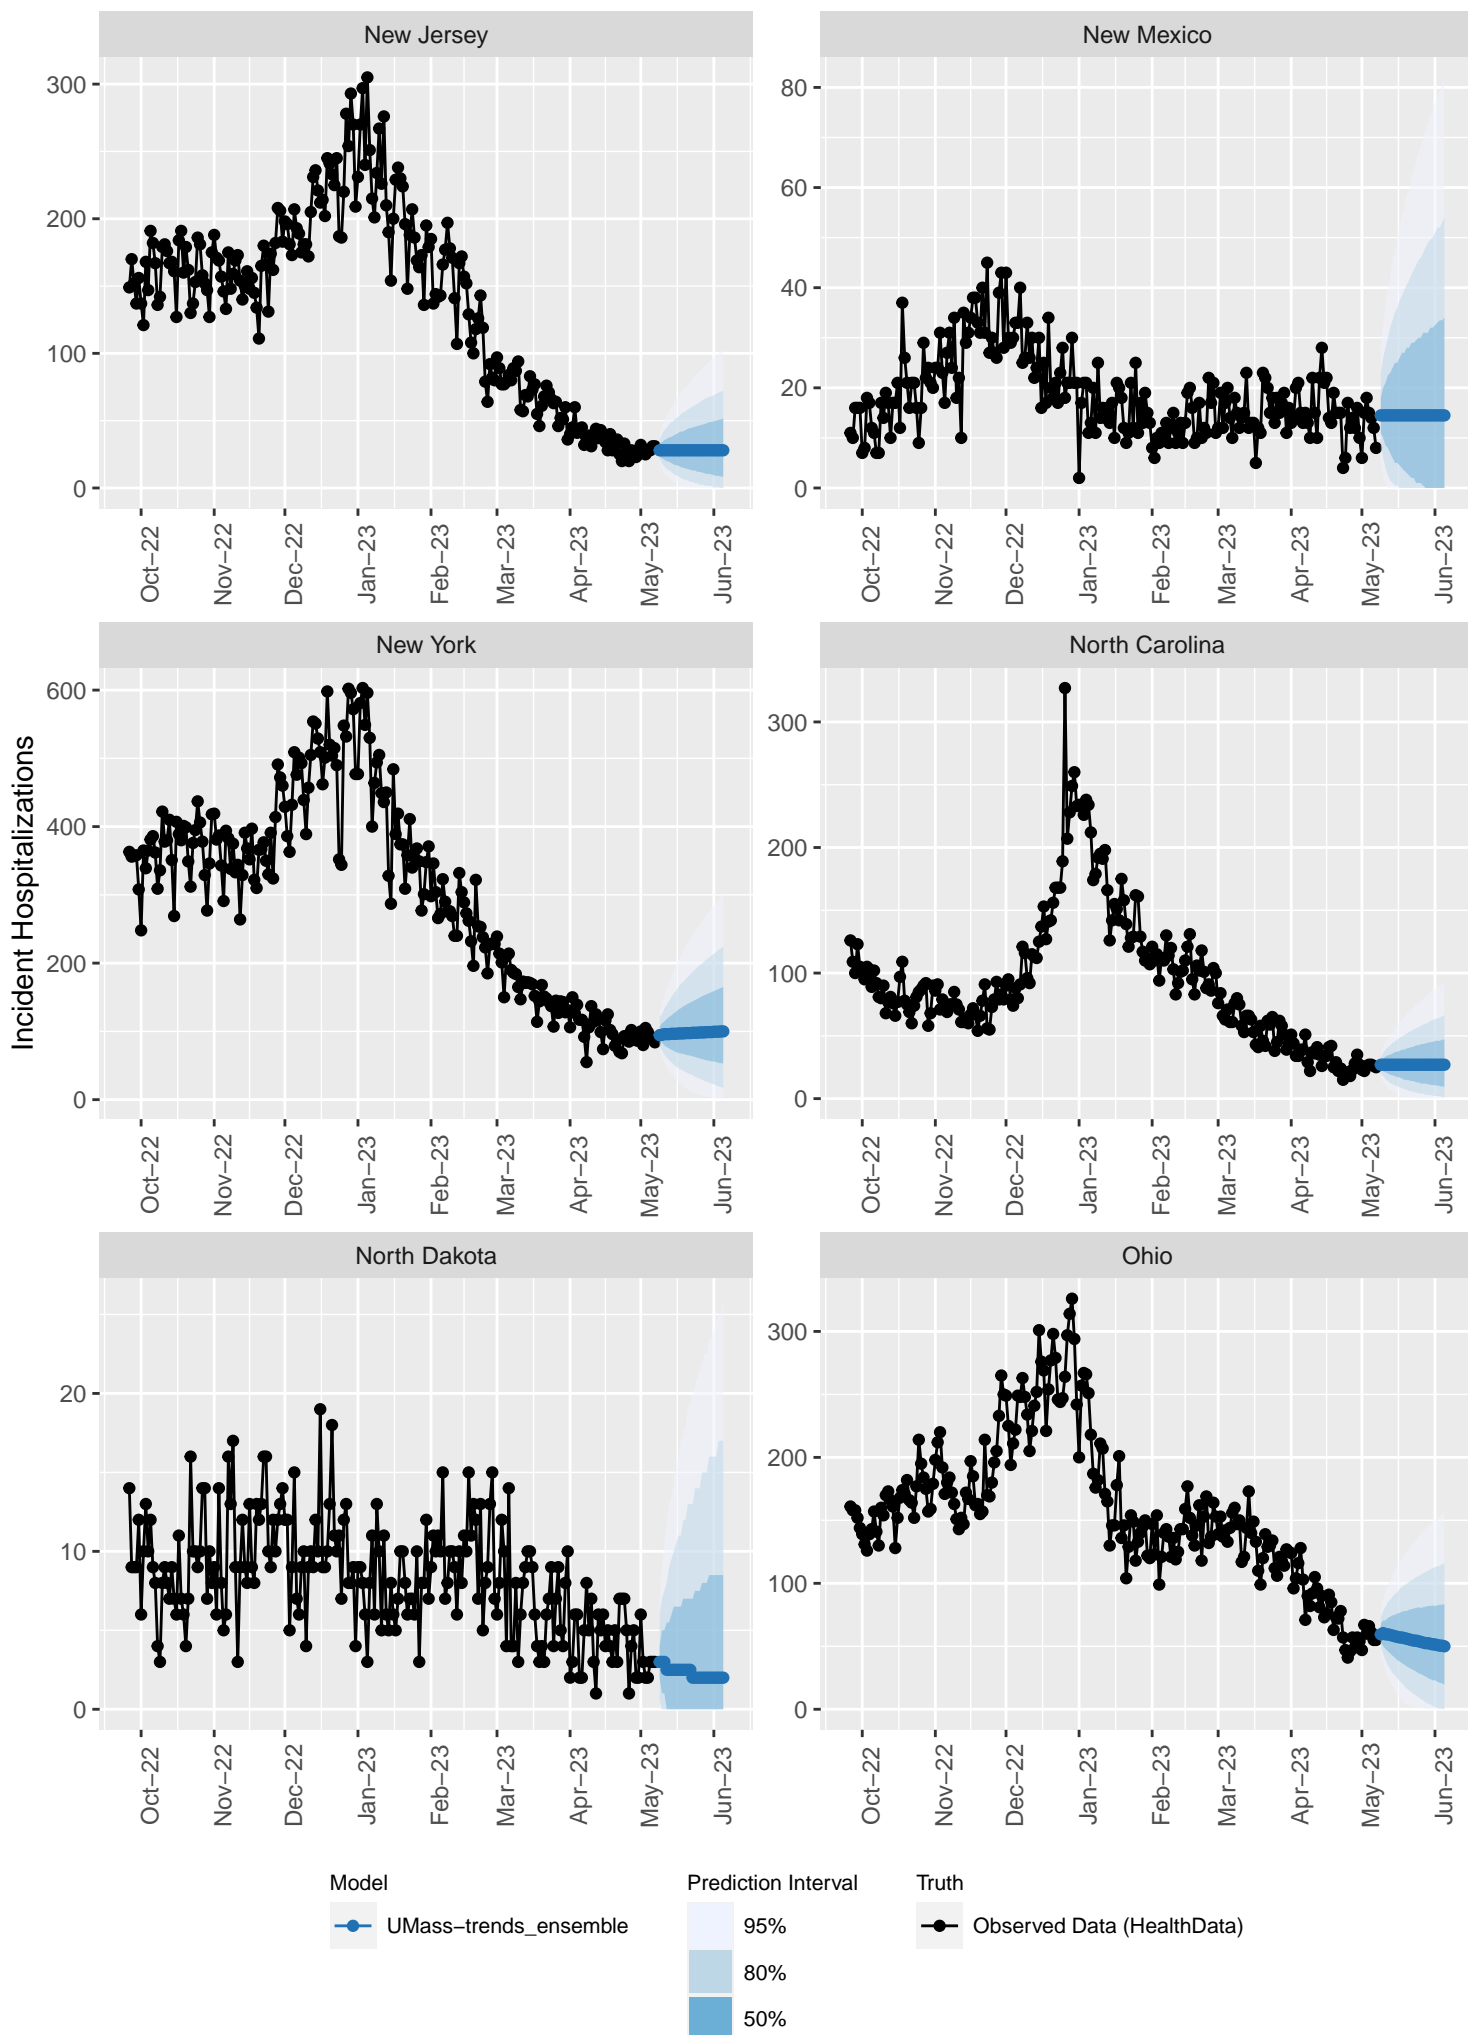 New Jersey
New Mexico
300
200
100
0
80
60
40
20
0
Oct−22
Nov−22
Dec−22
Jan−23
Feb−23
Mar−23
Apr−23
May−23
Jun−23
Oct−22
Nov−22
Dec−22
Jan−23
Feb−23
Mar−23
Apr−23
May−23
Jun−23
New York
North Carolina
Incident Hospitalizations
600
400
200
0
300
200
100
0
Oct−22
Nov−22
Dec−22
Jan−23
Feb−23
Mar−23
Apr−23
May−23
Jun−23
Oct−22
Nov−22
Dec−22
Jan−23
Feb−23
Mar−23
Apr−23
May−23
Jun−23
North Dakota
Ohio
20
10
0
300
200
100
0
Oct−22
Nov−22
Dec−22
Jan−23
Feb−23
Mar−23
Apr−23
May−23
Jun−23
Oct−22
Nov−22
Dec−22
Jan−23
Feb−23
Mar−23
Apr−23
May−23
Jun−23
Model
UMass−trends_ensemble
Prediction Interval
95%
80%
50%
Truth
Observed Data (HealthData)